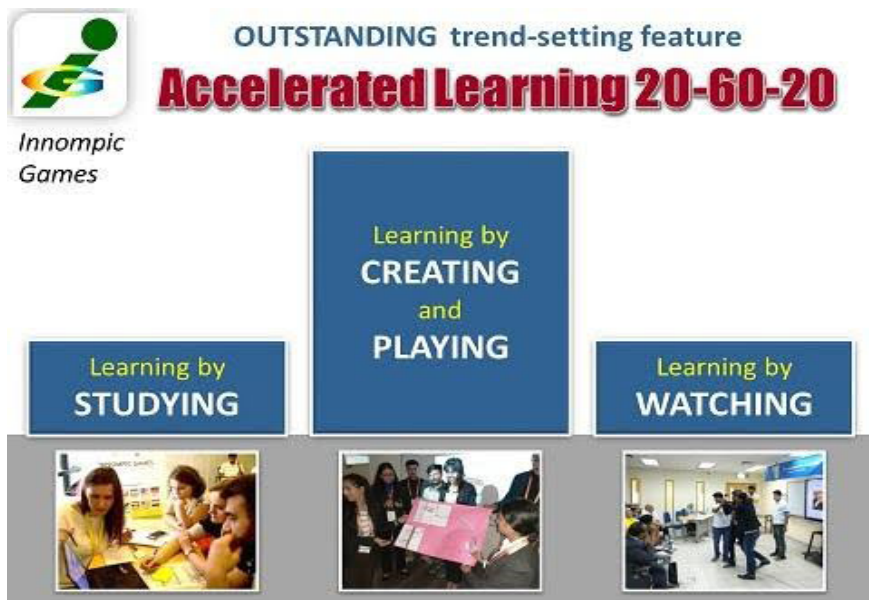 OUTSTANDING trend-setting feature
Accelerated Learning 20-60-20
Innompic
Games
Learning by
CREATING
and
PLAYING
Learning by
STUDYING
Learning by
WATCHING